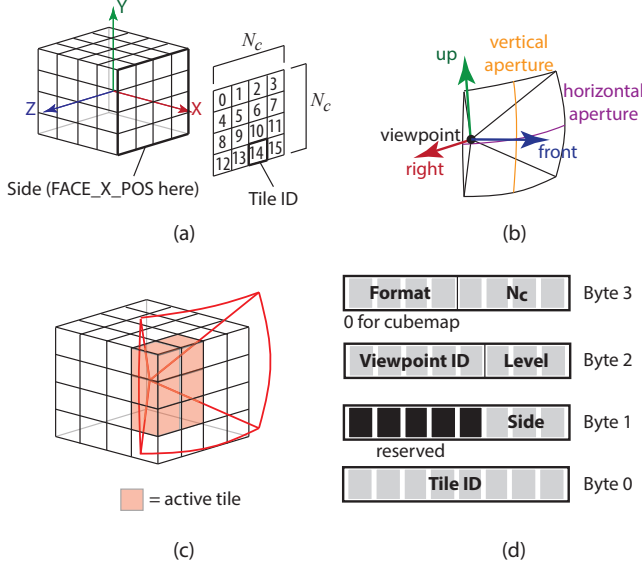 Y
Z
X
Side (FACE_X_POS here)
N_c
N_c
0 1 2 3
4 5 6 7
8 9 10 11
12 13 14 15
Tile ID
(a)
up
vertical
aperture
horizontal
aperture
viewpoint
front
right
(b)
= active tile
(c)
Format N_c Byte 3
0 for cubemap
Viewpoint ID Level Byte 2
Side Byte 1
reserved
Tile ID Byte 0
(d)